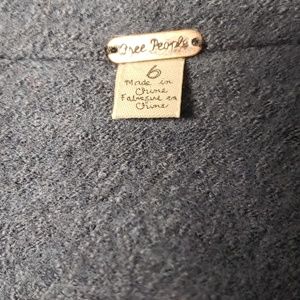 Free People
6
Made in
China
Fabriqué en
Chine